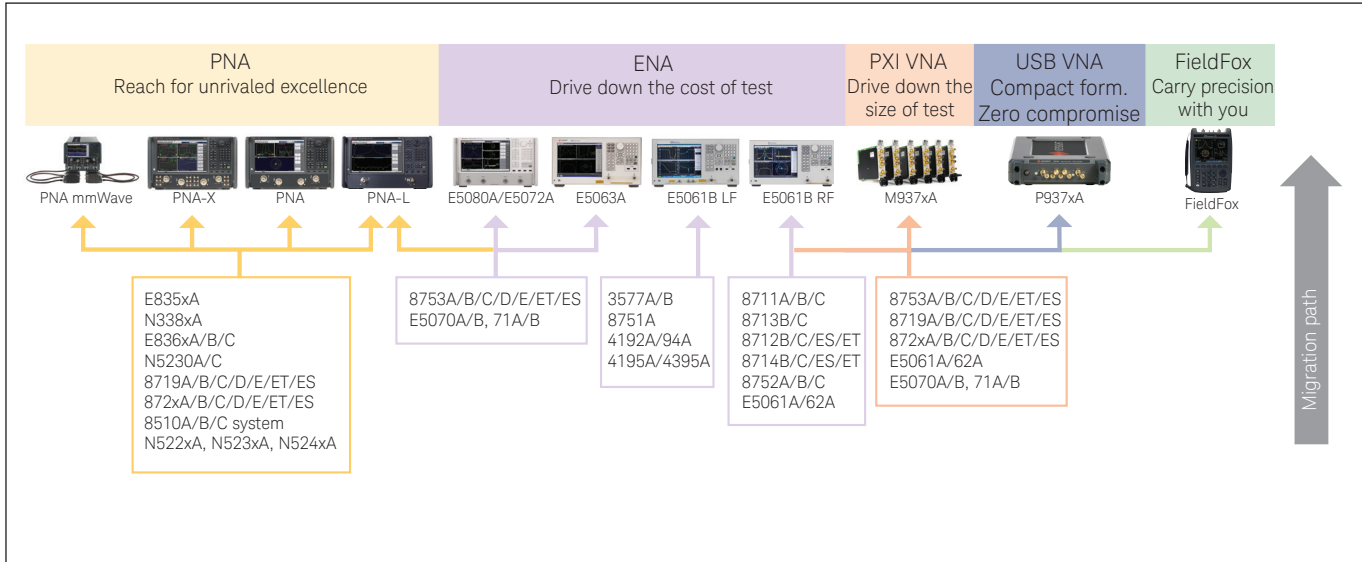 PNA
Reach for unrivaled excellence
ENA
Drive down the cost of test
PXI VNA
Drive down the
size of test
USB VNA
Compact form.
Zero compromise
FieldFox
Carry precision
with you
PNA mmWave
PNA-X
PNA
PNA-L
E5080A/E5072A
E5063A
E5061B LF
E5061B RF
M937xA
P937xA
FieldFox
E835xA
N338xA
E836xA/B/C
N5230A/C
8719A/B/C/D/E/ET/ES
872xA/B/C/D/E/ET/ES
8510A/B/C system
N522xA, N523xA, N524xA
8753A/B/C/D/E/ET/ES
E5070A/B, 71A/B
3577A/B
8751A
4192A/94A
4195A/4395A
8711A/B/C
8713B/C
8712B/C/ES/ET
8714B/C/ES/ET
8752A/B/C
E5061A/62A
8753A/B/C/D/E/ET/ES
8719A/B/C/D/E/ET/ES
872xA/B/C/D/E/ET/ES
E5061A/62A
E5070A/B, 71A/B
Migration path